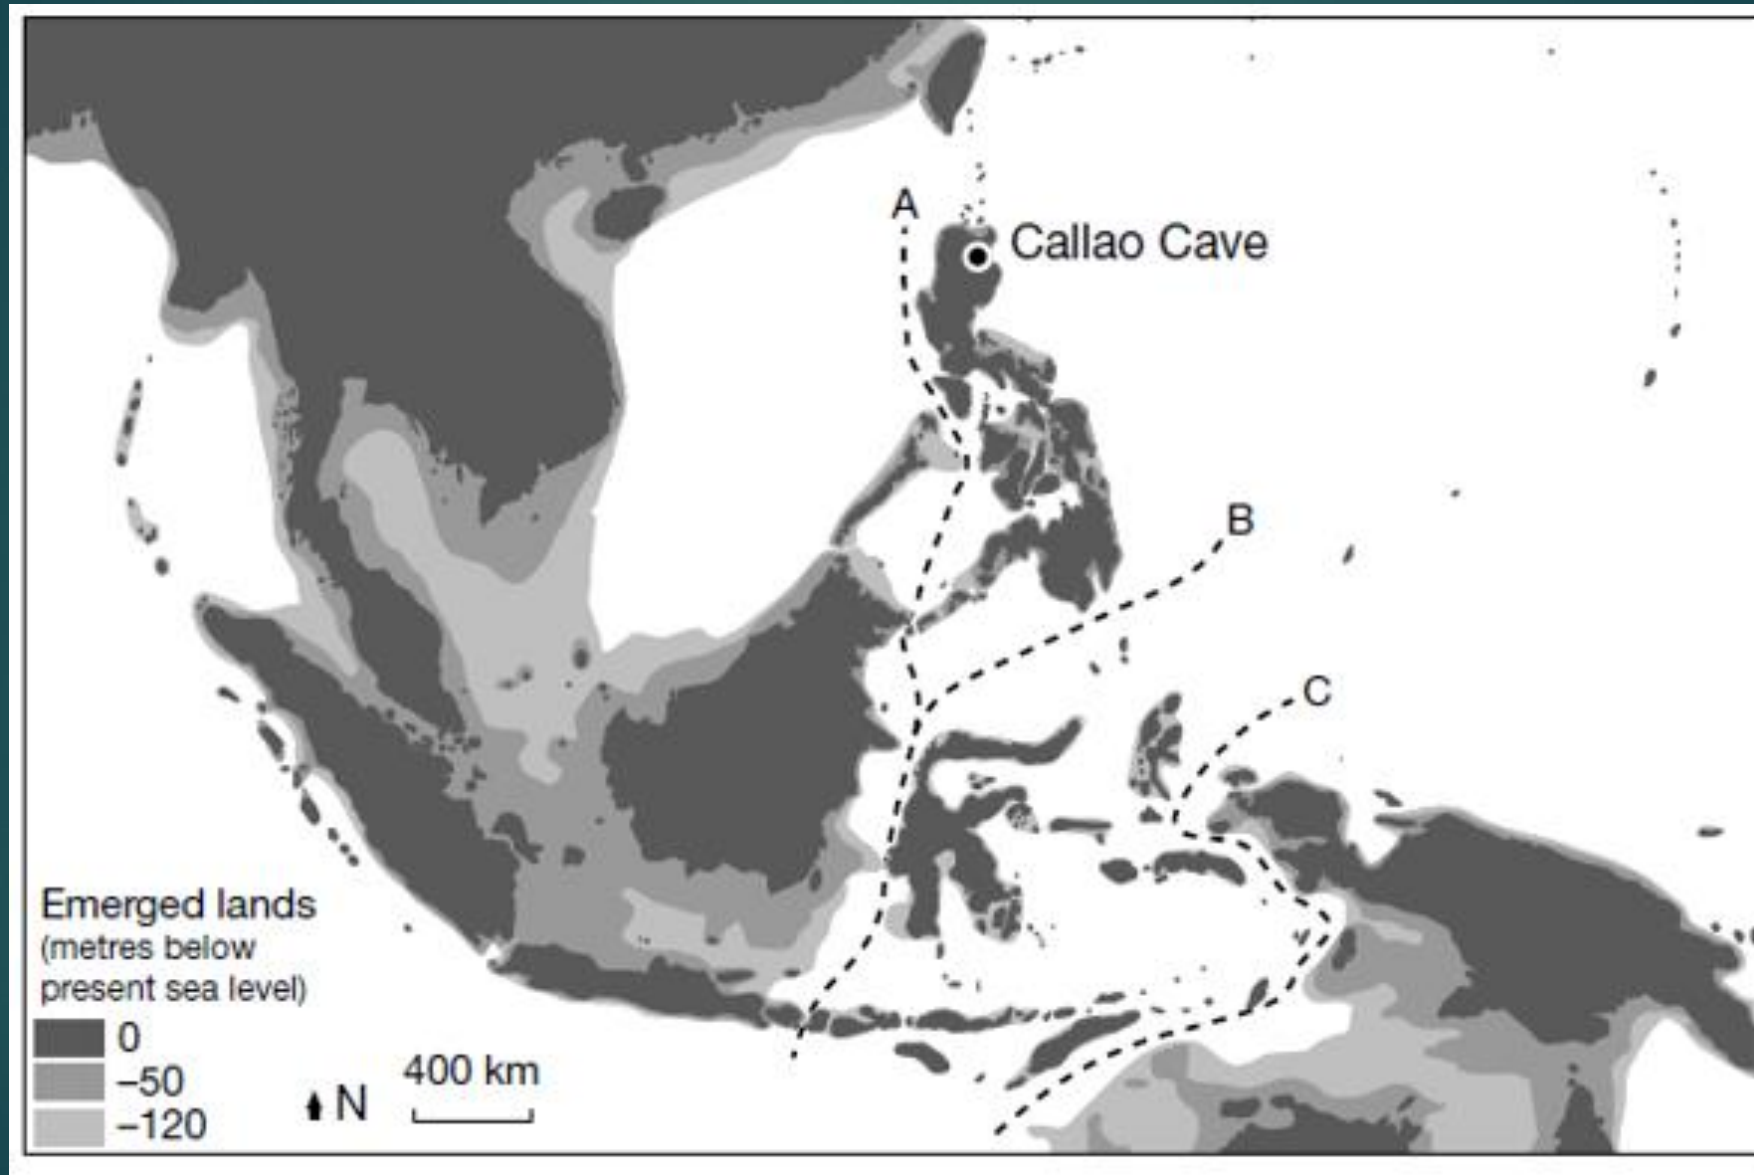 A
Callao Cave
B
C
Emerged lands
(metres below
present sea level)
0
–50
–120
N
400 km